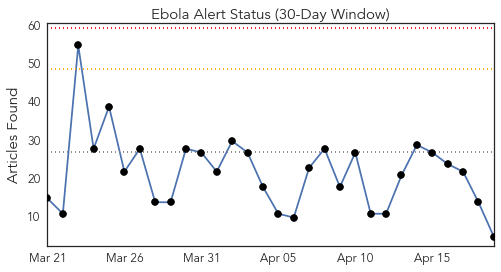 Ebola Alert Status (30-Day Window)
60
50
40
30
20
10
Articles Found
Mar 21 Mar 26 Mar 31 Apr 05 Apr 10 Apr 15